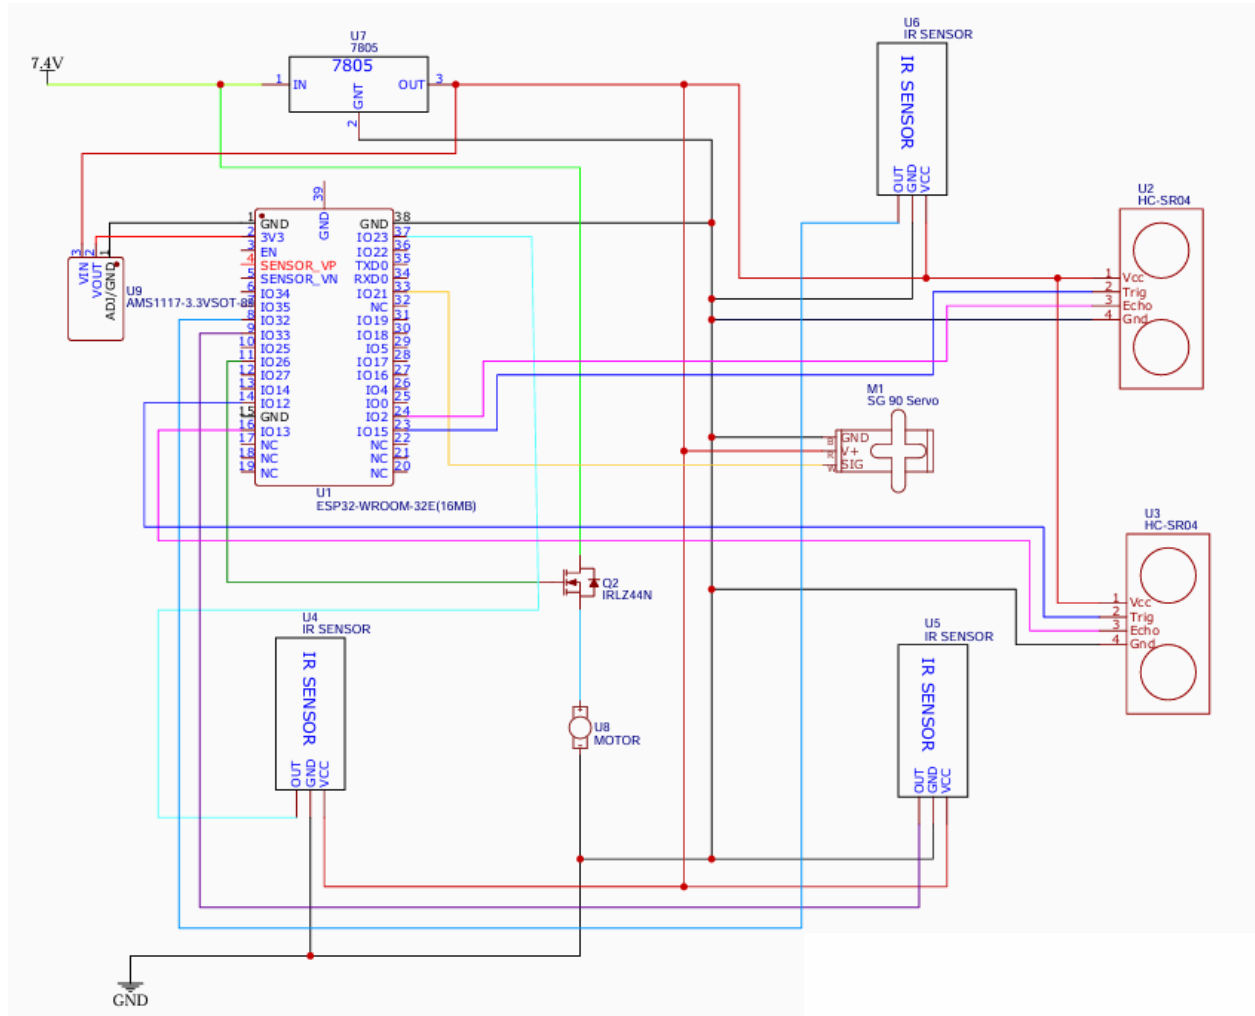 7.4V
U7
7805
7805
1
IN
OUT
3
GNT
2
U6
IR SENSOR
IR SENSOR
OUT
GND
VCC
U2
HC-SR04
1
Vcc
2
Trig
3
Echo
4
Gnd
39
GND
1
GND
2
3V3
3
EN
4
SENSOR_VP
5
SENSOR_VN
6
IO34
7
IO35
8
IO32
9
IO33
10
IO25
11
IO26
12
IO27
13
IO14
14
IO12
15
GND
16
IO13
17
NC
18
NC
19
NC
38
GND
37
IO23
36
IO22
35
TXD0
34
RXD0
33
IO21
32
NC
31
IO19
30
IO18
29
IO5
28
IO17
27
IO16
26
IO4
25
IO0
24
IO2
23
IO15
22
NC
21
NC
20
NC
U1
ESP32-WROOM-32E(16MB)
3
2
1
VIN
VOUT
ADJ/GND
U9
AMS1117-3.3VSOT-89
M1
SG 90 Servo
GND
V+
SIG
U3
HC-SR04
1
Vcc
2
Trig
3
Echo
4
Gnd
Q2
IRLZ44N
U4
IR SENSOR
IR SENSOR
OUT
GND
VCC
U8
MOTOR
+
-
U5
IR SENSOR
IR SENSOR
OUT
GND
VCC
GND